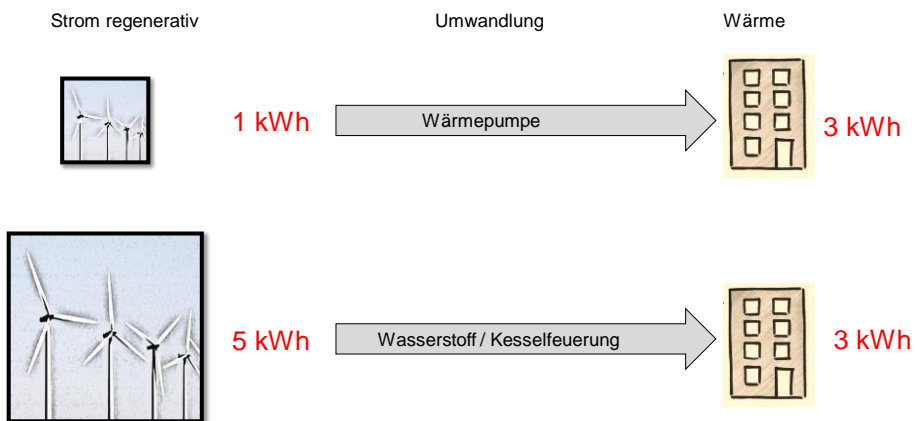 Strom regenerativ
Umwandlung
Wärme
1 kWh
Wärmepumpe
3 kWh
5 kWh
Wasserstoff / Kesselfeuerung
3 kWh